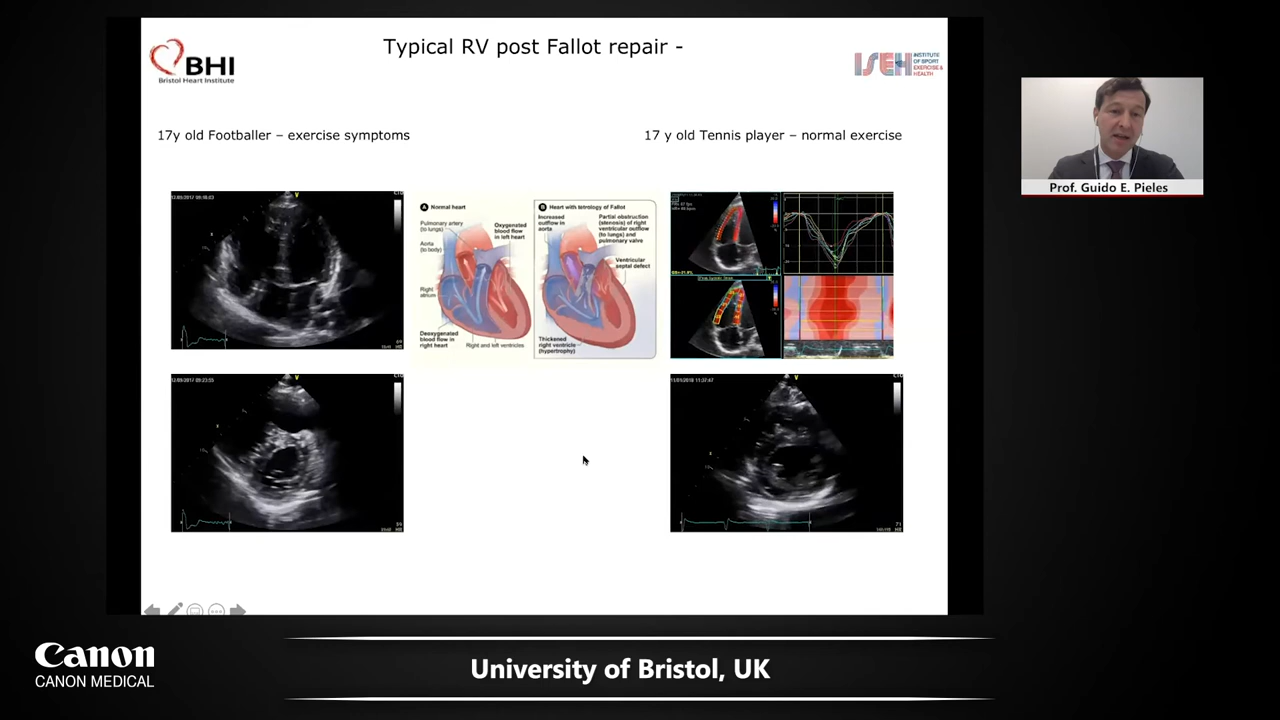 Typical RV post Fallot repair -
BHI
Bristol Heart Institute
ISEH
INSTITUTE
OF SPORT
EXERCISE &
HEALTH
17y old Footballer – exercise symptoms
17 y old Tennis player – normal exercise
Prof. Guido E. Pieles
A Normal heart
Pulmonary artery
(to lungs)
Oxygenated
blood flow
in left heart
Aorta
(to body)
Right
atrium
Deoxygenated
blood flow in
right heart
Right and left ventricles
B Heart with tetrology of Fallot
Increased
outflow in
aorta
Partial obstruction
(stenosis) of right
ventricular outflow
(to lungs) and
pulmonary valve
Ventricular
septal defect
Thickened
right ventricle
(hypertrophy)
Canon
CANON MEDICAL
University of Bristol, UK